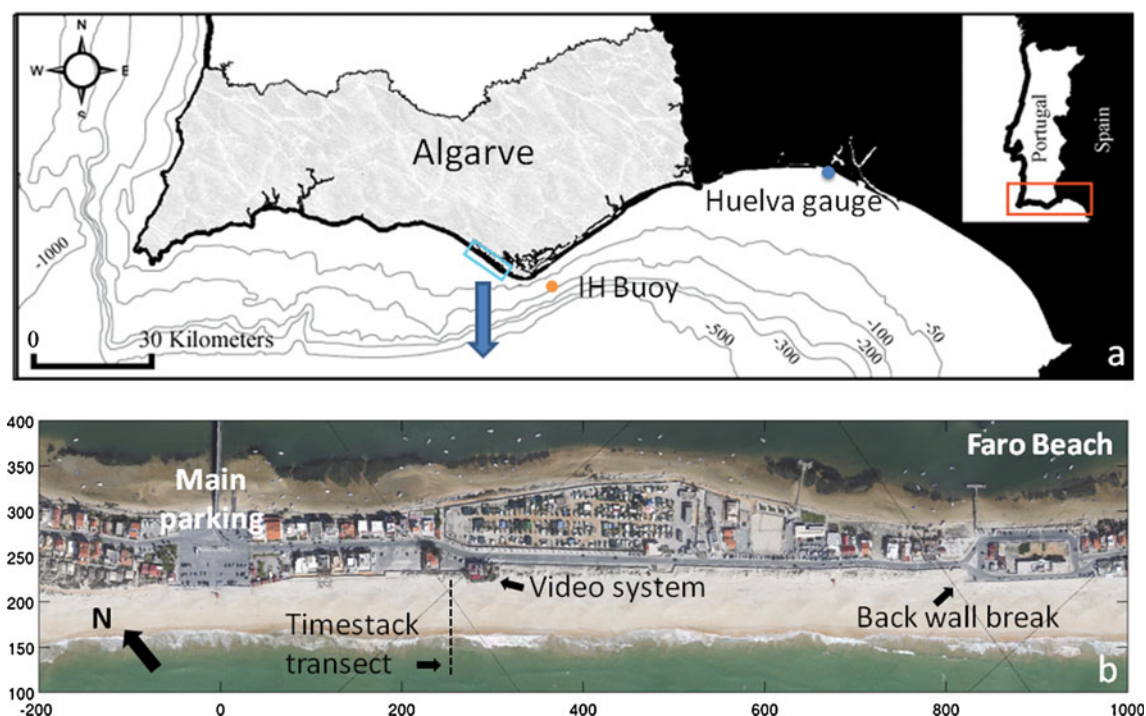 N
W E
S
Algarve
Huelva gauge
Portugal
Spain
-1000
IH Buoy
0
30 Kilometers
-500
-300
-200
-100
-50
a
400
350
300
250
200
150
100
Main
parking
Faro Beach
Video system
Back wall break
N
Timestack
transect
b
-200 0 200 400 600 800 1000